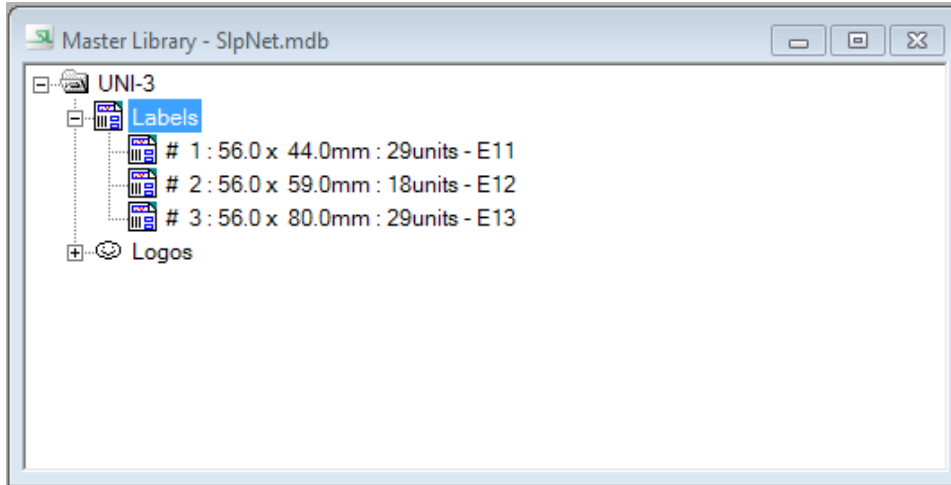 Master Library - SlpNet.mdb
UNI-3
Labels
# 1 : 56.0 x 44.0mm : 29units - E11
# 2 : 56.0 x 59.0mm : 18units - E12
# 3 : 56.0 x 80.0mm : 29units - E13
Logos